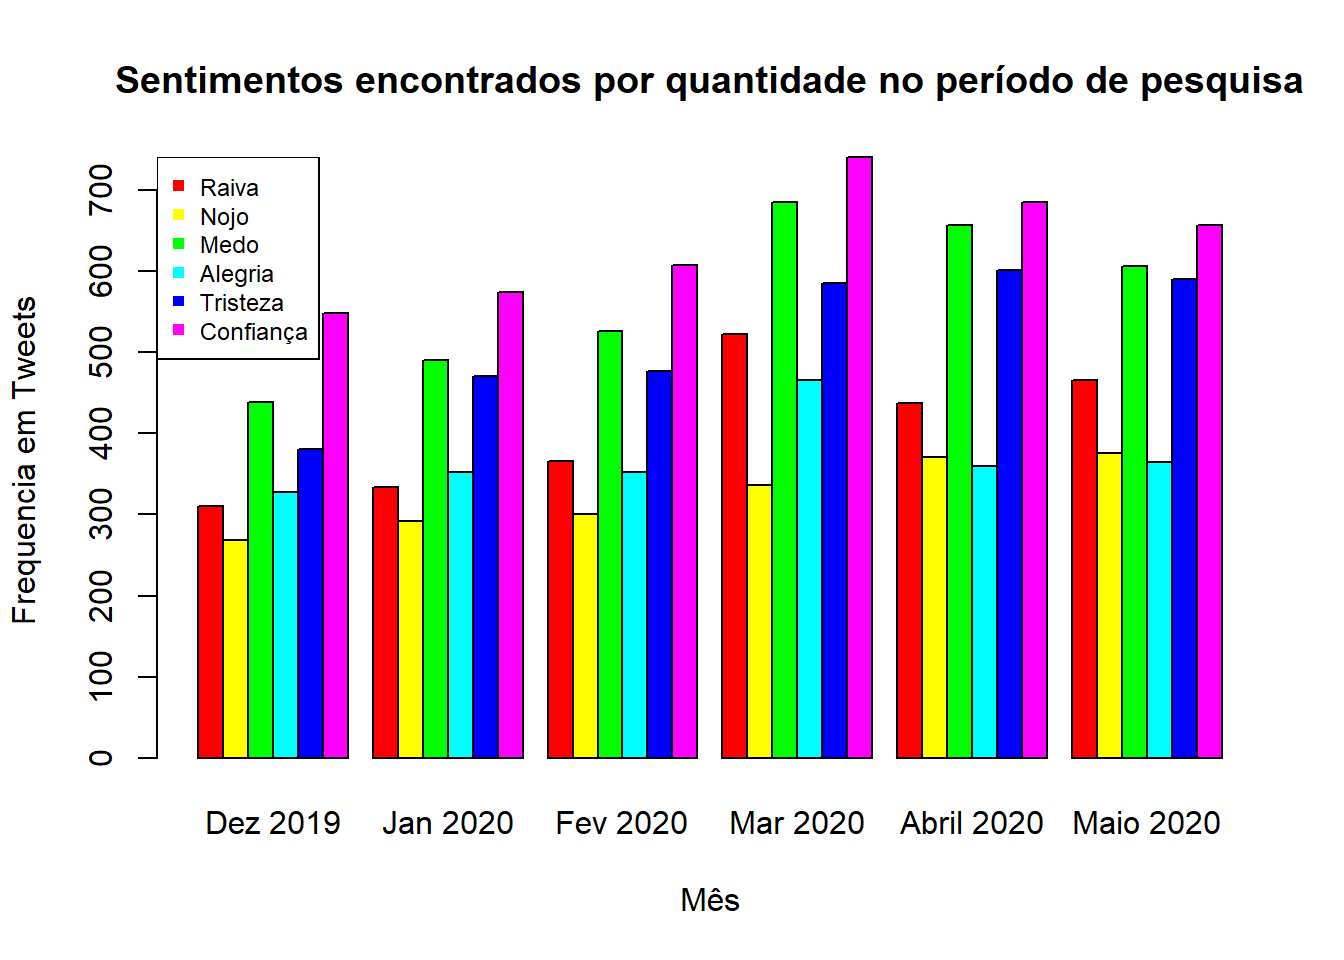 Sentimentos encontrados por quantidade no período de pesquisa
Raiva
Nojo
Medo
Alegria
Tristeza
Confiança
Frequencia em Tweets
700
600
500
400
300
200
100
0
Dez 2019
Jan 2020
Fev 2020
Mar 2020
Abril 2020
Maio 2020
Mês